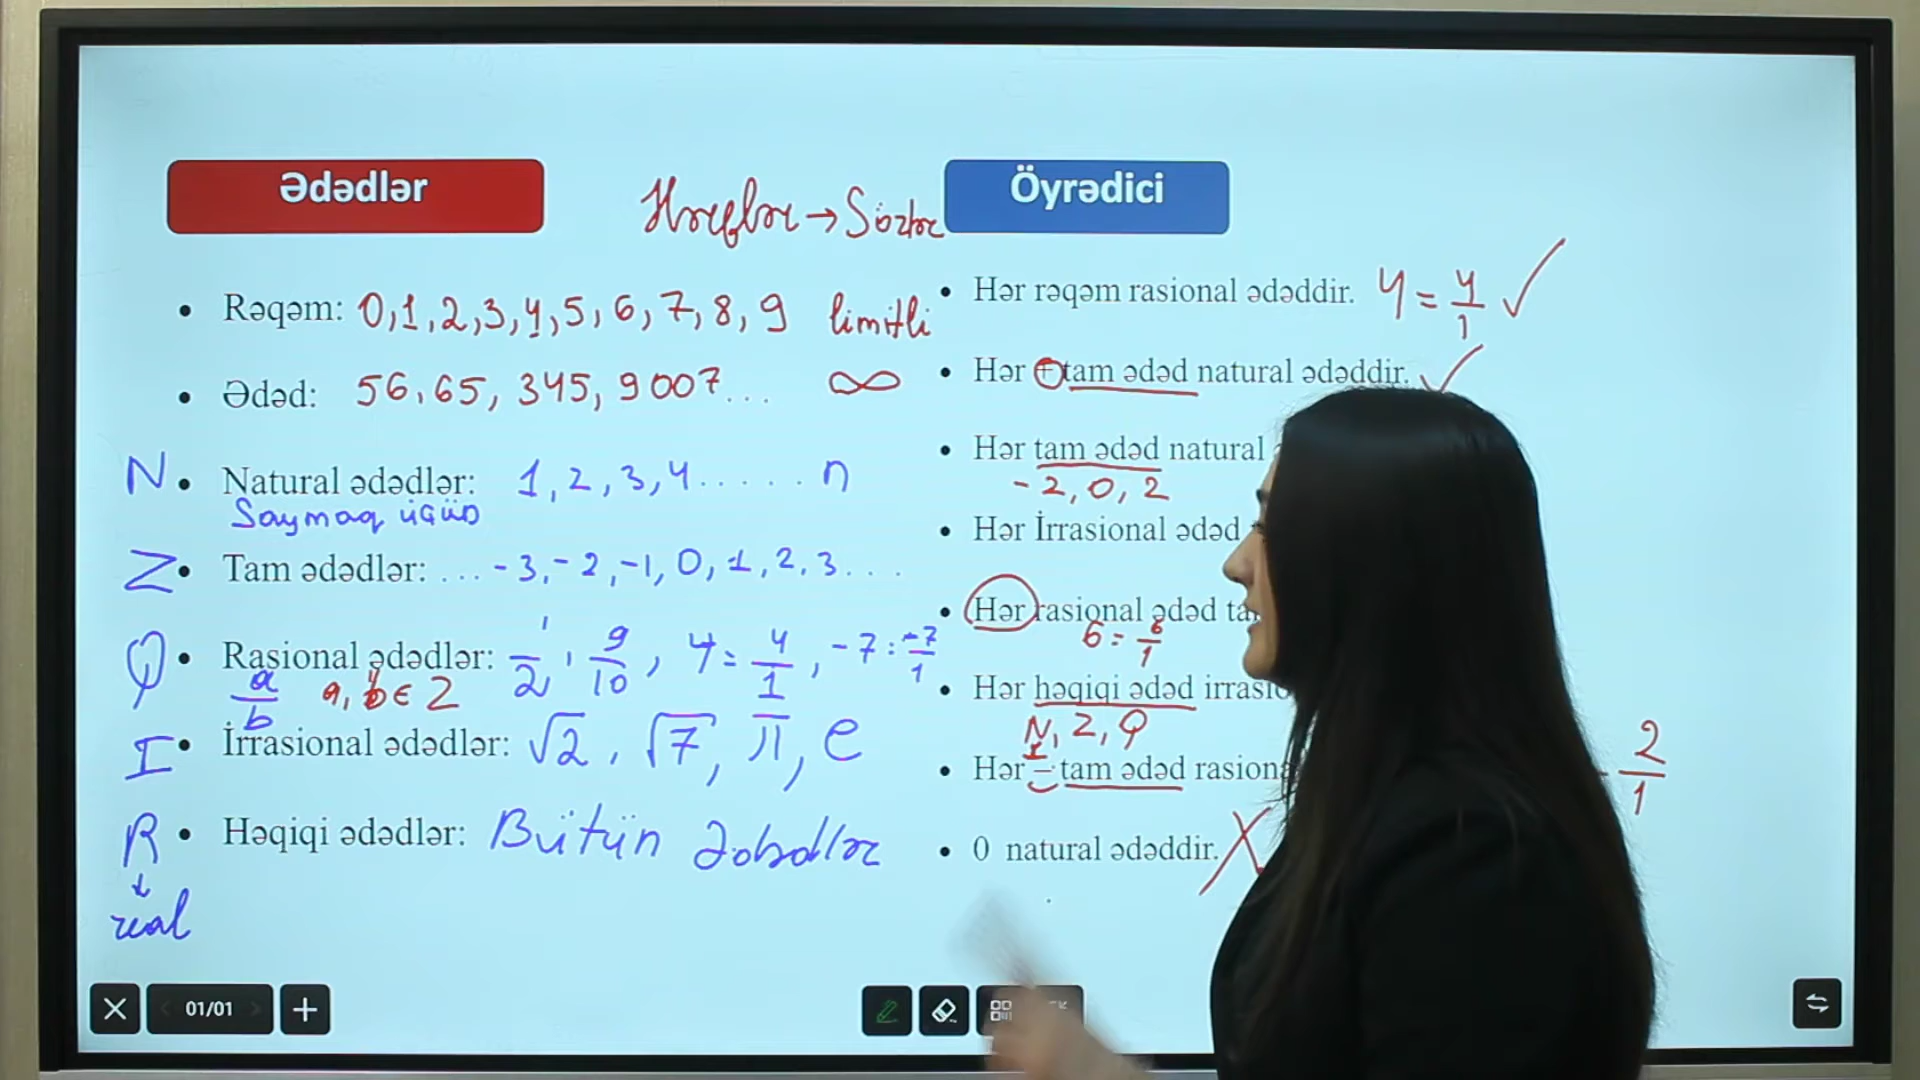 Ədədlər
Hərflər → Sözlər
Rəqəm: 0, 1, 2, 3, 4, 5, 6, 7, 8, 9 limitli
Ədəd: 56, 65, 345, 9007... ∞
N Natural ədədlər: 1, 2, 3, 4 ..... n
Saymaq üçün
Z Tam ədədlər: ... -3, -2, -1, 0, 1, 2, 3 ....
Q Rasional ədədlər: 1/2, 9/10, 4 = 4/1, -7 = -7/1
a/b a, b ∈ Z
I İrrasional ədədlər: √2, √7, π, e
R Həqiqi ədədlər: Bütün Ədədlər
↓
real
Öyrədici
Hər rəqəm rasional ədəddir. 4 = 4/1 ✓
Hər + tam ədəd natural ədəddir. ✓
Hər tam ədəd natural
-2, 0, 2
Hər İrrasional ədəd
Hər rasional ədəd
6 = 6/1
Hər həqiqi ədəd
N, Z, Q
I
Hər - tam ədəd
2/1
0 natural ədəddir. X
01/01